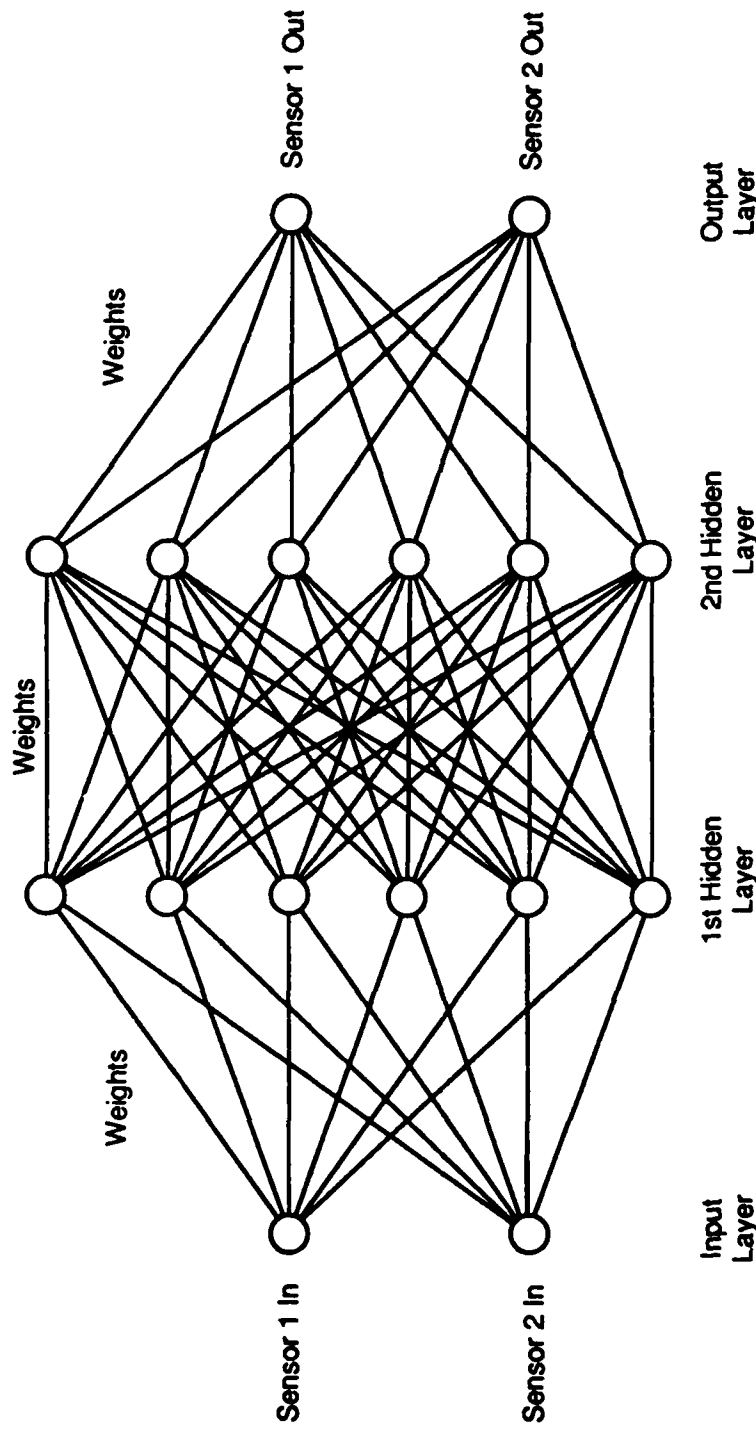 Weights
Weights
Weights
Sensor 1 In
Sensor 1 Out
Sensor 2 In
Sensor 2 Out
Input
Layer
1st Hidden
Layer
2nd Hidden
Layer
Output
Layer